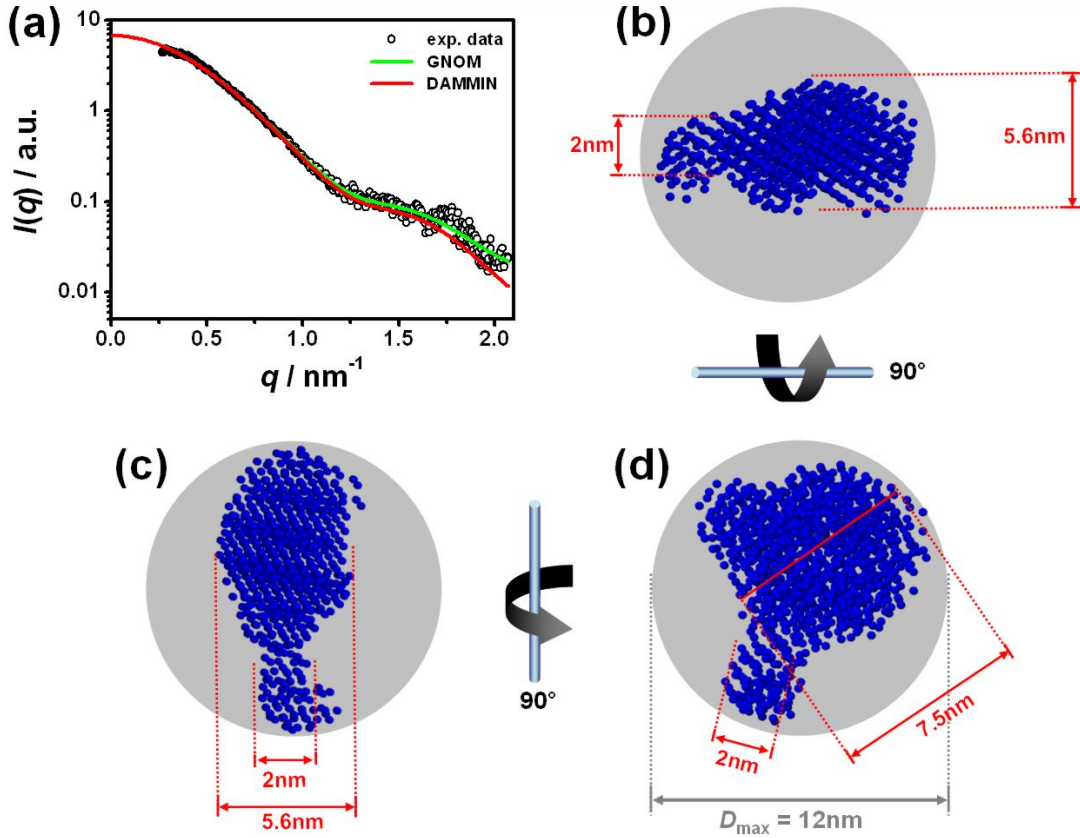 (a)
10
1
0.1
0.01
I(q) / a.u.
exp. data
GNOM
DAMMIN
0.0 0.5 1.0 1.5 2.0
q / nm⁻¹
(b)
2nm
5.6nm
90°
(c)
2nm
5.6nm
90°
(d)
2nm
7.5nm
Dmax = 12nm